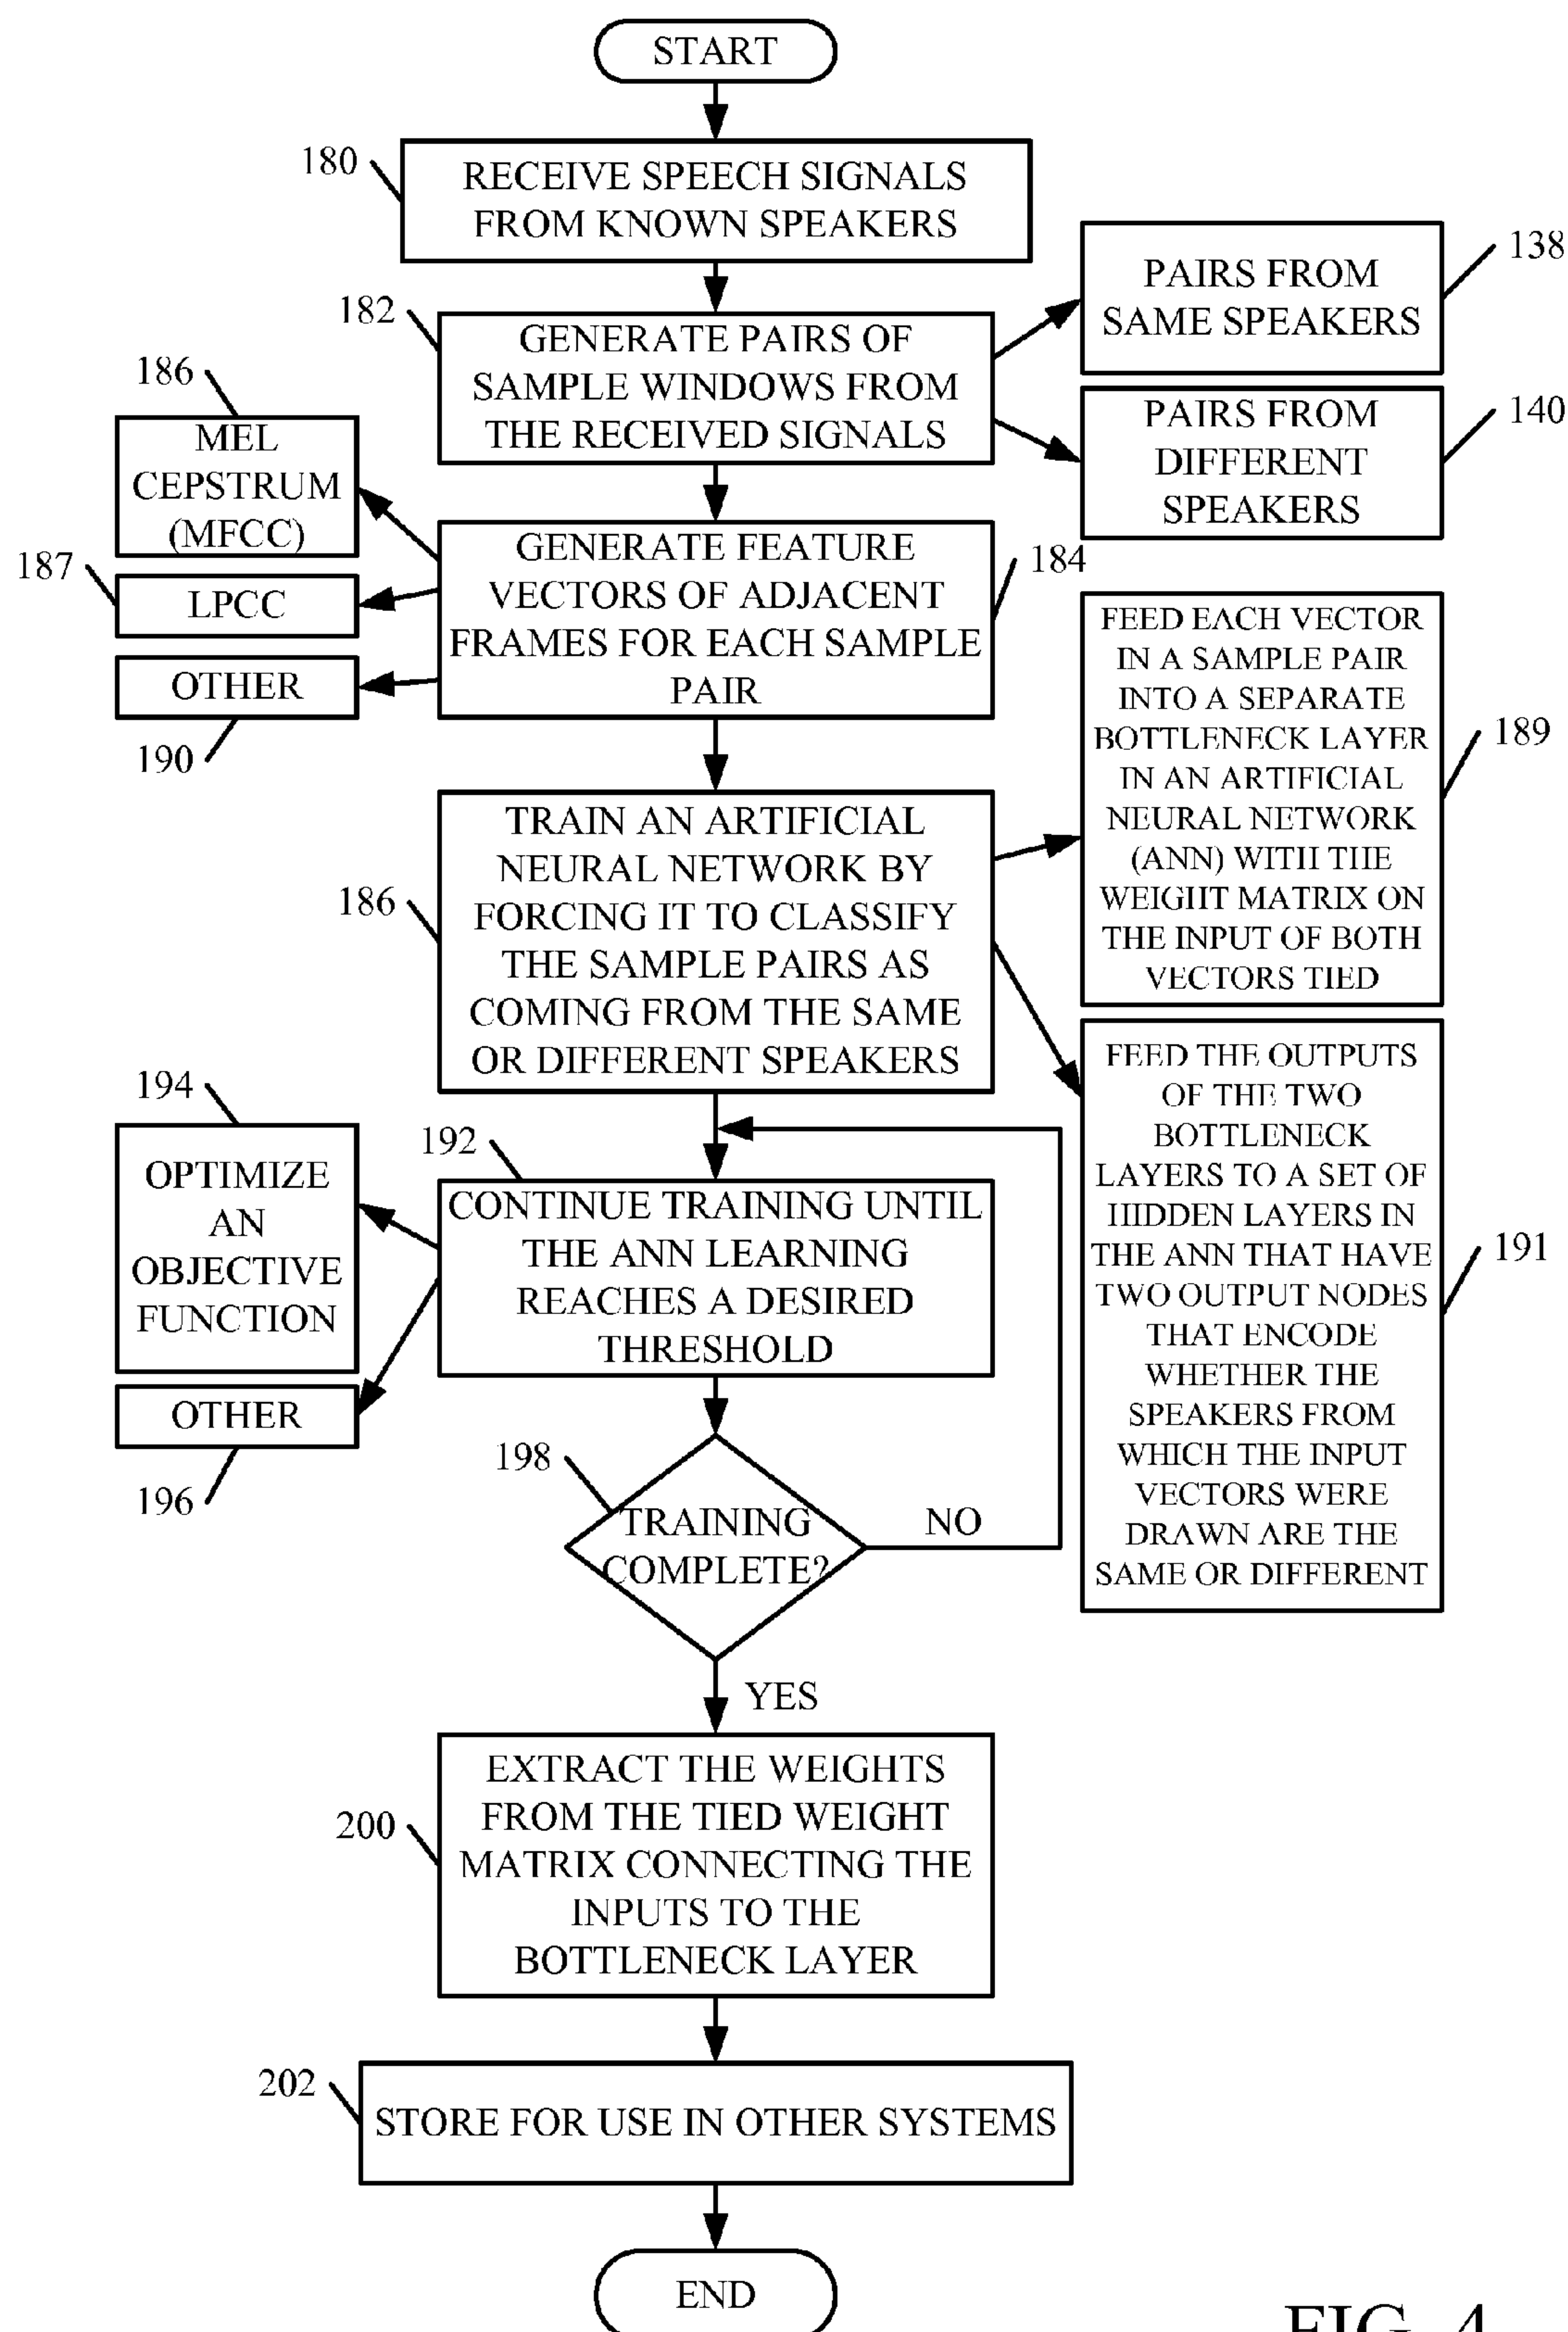 START
180
RECEIVE SPEECH SIGNALS
FROM KNOWN SPEAKERS
138
PAIRS FROM
SAME SPEAKERS
182
GENERATE PAIRS OF
SAMPLE WINDOWS FROM
THE RECEIVED SIGNALS
140
PAIRS FROM
DIFFERENT
SPEAKERS
186
MEL
CEPSTRUM
(MFCC)
187
LPCC
OTHER
190
GENERATE FEATURE
VECTORS OF ADJACENT
FRAMES FOR EACH SAMPLE
PAIR
184
FEED EACH VECTOR
IN A SAMPLE PAIR
INTO A SEPARATE
BOTTLENECK LAYER
IN AN ARTIFICIAL
NEURAL NETWORK
(ANN) WITH THE
WEIGHT MATRIX ON
THE INPUT OF BOTH
VECTORS TIED
189
186
TRAIN AN ARTIFICIAL
NEURAL NETWORK BY
FORCING IT TO CLASSIFY
THE SAMPLE PAIRS AS
COMING FROM THE SAME
OR DIFFERENT SPEAKERS
FEED THE OUTPUTS
OF THE TWO
BOTTLENECK
LAYERS TO A SET OF
HIDDEN LAYERS IN
THE ANN THAT HAVE
TWO OUTPUT NODES
THAT ENCODE
WHETHER THE
SPEAKERS FROM
WHICH THE INPUT
VECTORS WERE
DRAWN ARE THE
SAME OR DIFFERENT
191
194
OPTIMIZE
AN
OBJECTIVE
FUNCTION
OTHER
196
192
CONTINUE TRAINING UNTIL
THE ANN LEARNING
REACHES A DESIRED
THRESHOLD
198
TRAINING
COMPLETE?
NO
YES
200
EXTRACT THE WEIGHTS
FROM THE TIED WEIGHT
MATRIX CONNECTING THE
INPUTS TO THE
BOTTLENECK LAYER
202
STORE FOR USE IN OTHER SYSTEMS
END
FIG. 4